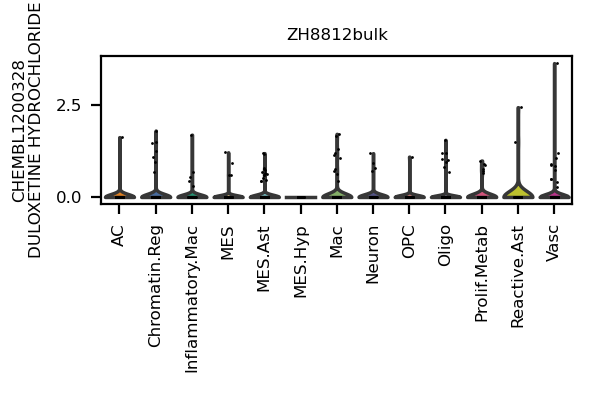 ZH8812bulk
CHEMBL1200328
DULOXETINE HYDROCHLORIDE
2.5
0.0
AC
Chromatin.Reg
Inflammatory.Mac
MES
MES.Ast
MES.Hyp
Mac
Neuron
OPC
Oligo
Prolif.Metab
Reactive.Ast
Vasc